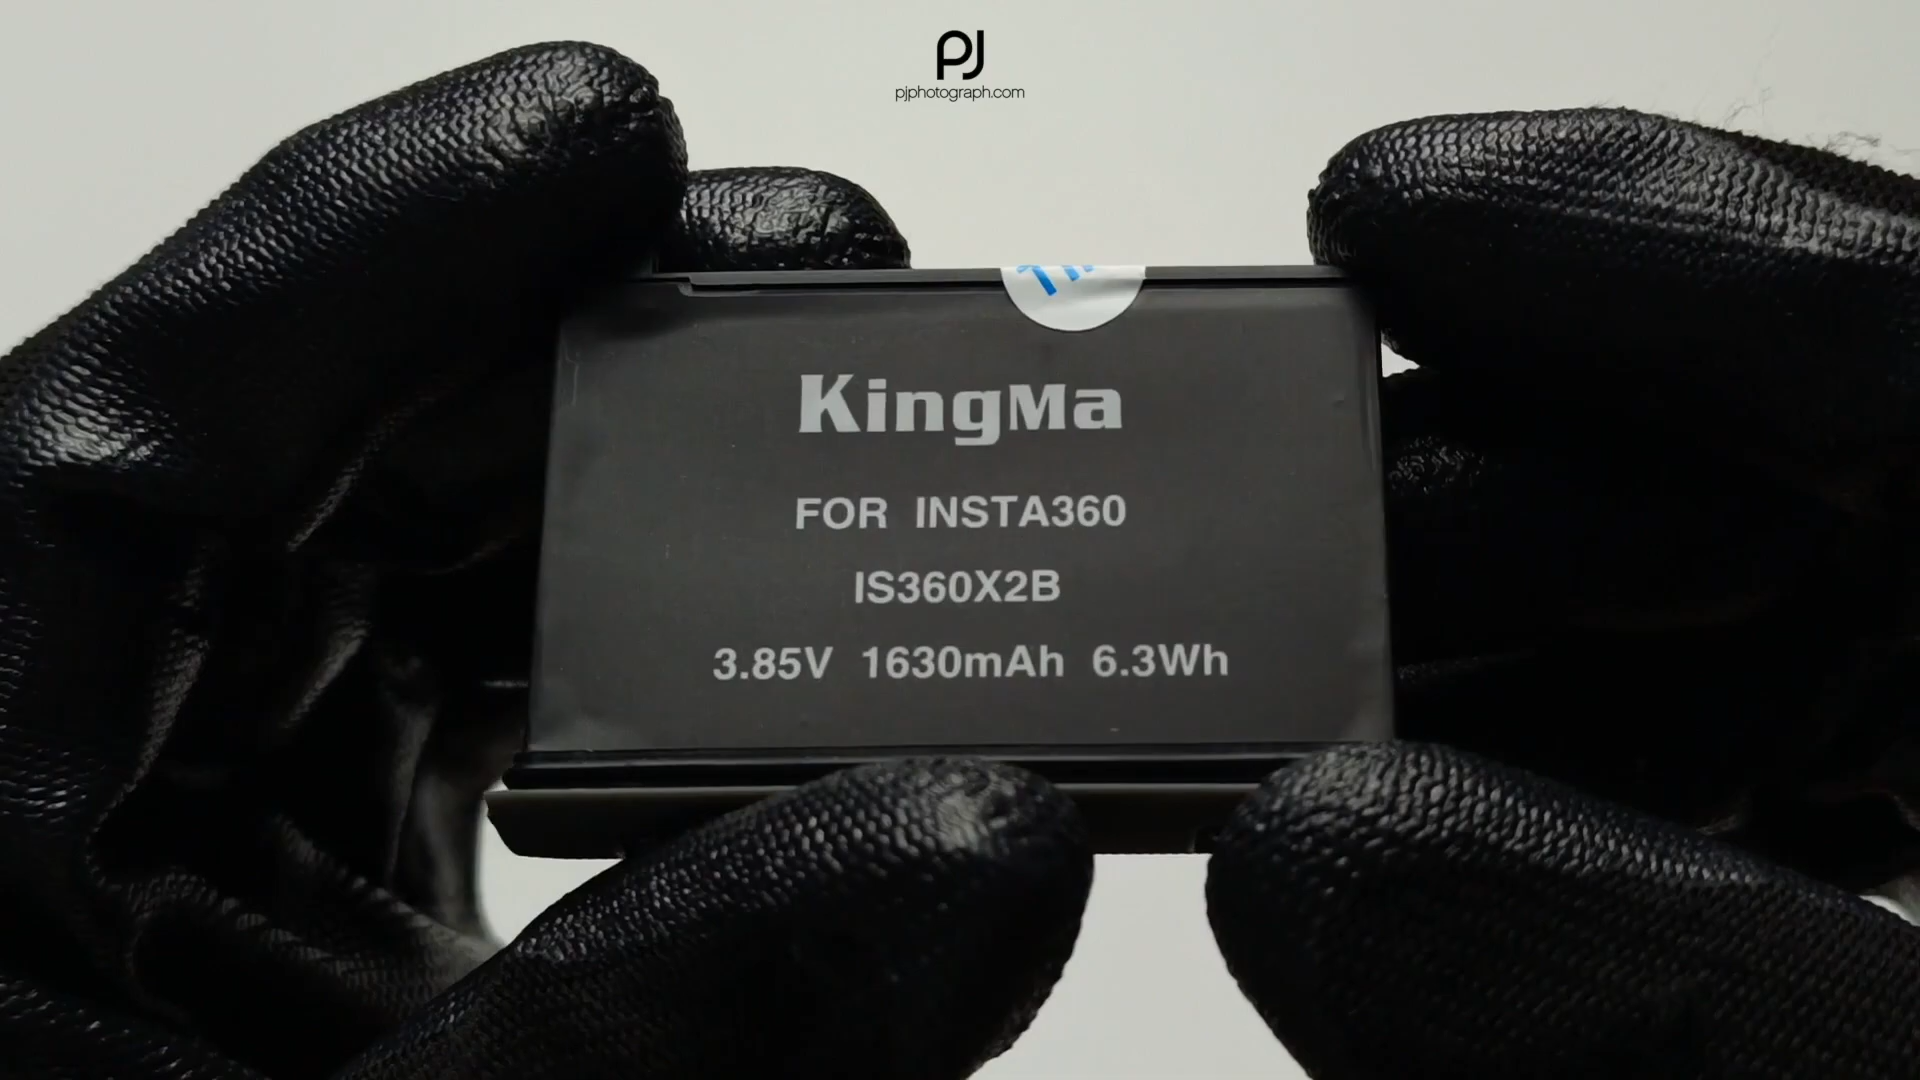 PJ
pjphotograph.com
KingMa
FOR INSTA360
IS360X2B
3.85V 1630mAh 6.3Wh